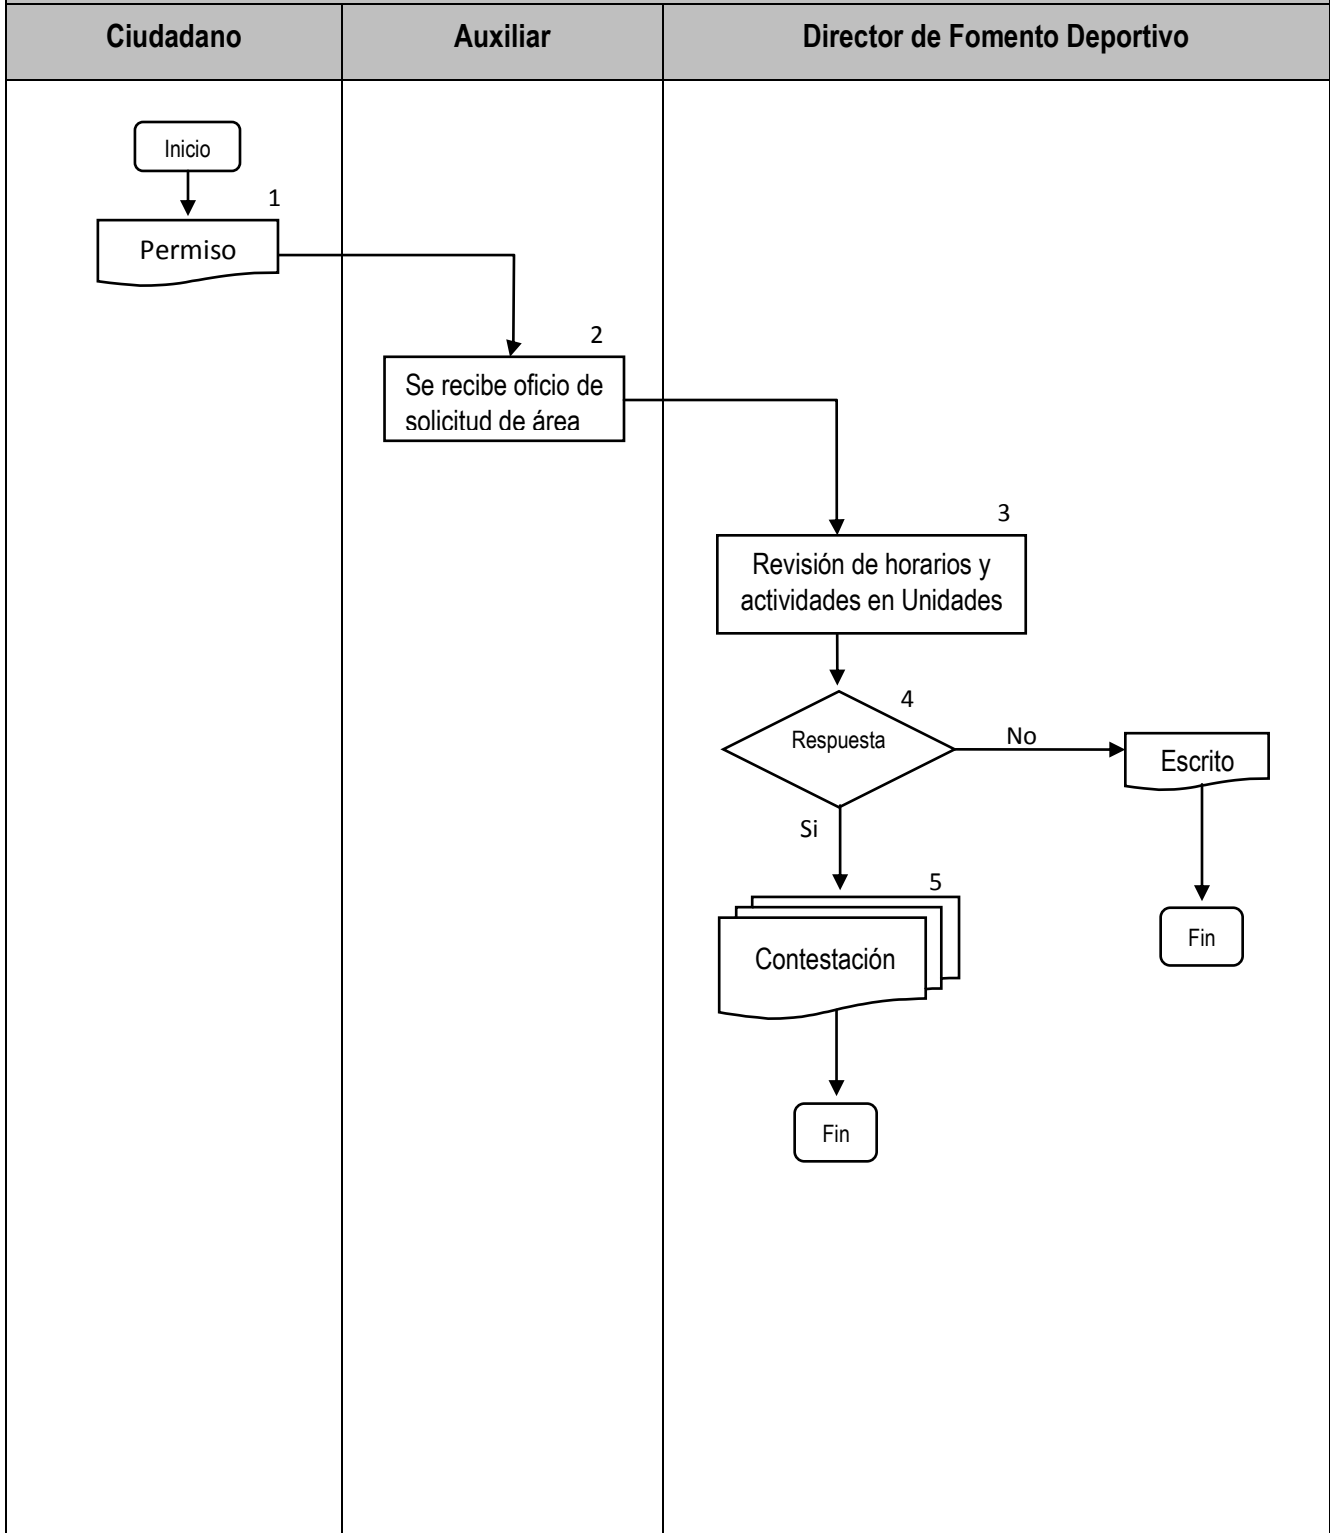 Ciudadano
Auxiliar
Director de Fomento Deportivo
Inicio
1
Permiso
2
Se recibe oficio de
solicitud de área
3
Revisión de horarios y
actividades en Unidades
4
Respuesta
No
Escrito
Si
5
Contestación
Fin
Fin